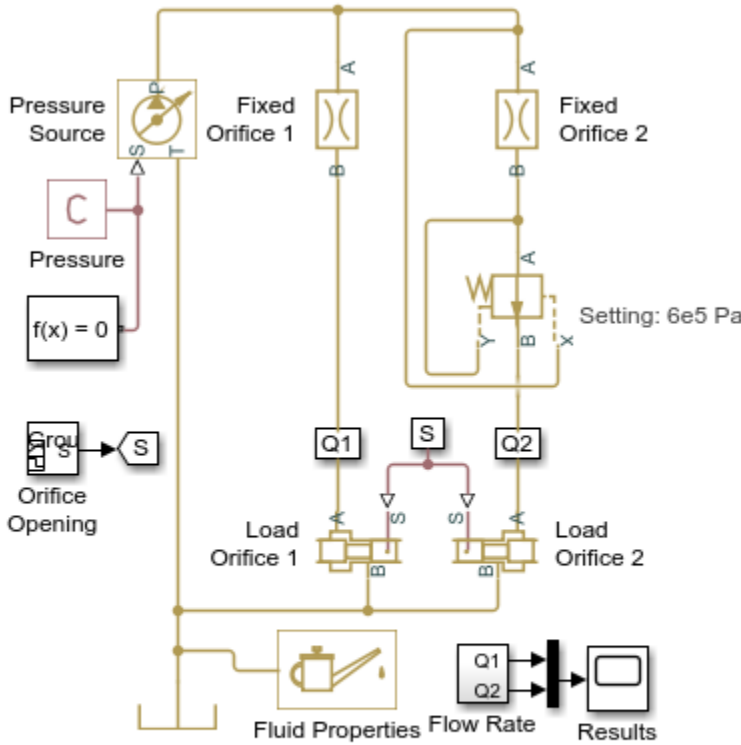 Pressure
Source
P
S
T
A
Fixed
Orifice 1
B
A
Fixed
Orifice 2
B
C
Pressure
f(x) = 0
A
Setting: 6e5 Pa
Y
B
X
Grou
S
S
Orifice
Opening
Q1
S
Q2
A
S
S
A
Load
Orifice 1
Load
Orifice 2
B
B
Fluid Properties
Q1
Q2
Flow Rate
Results